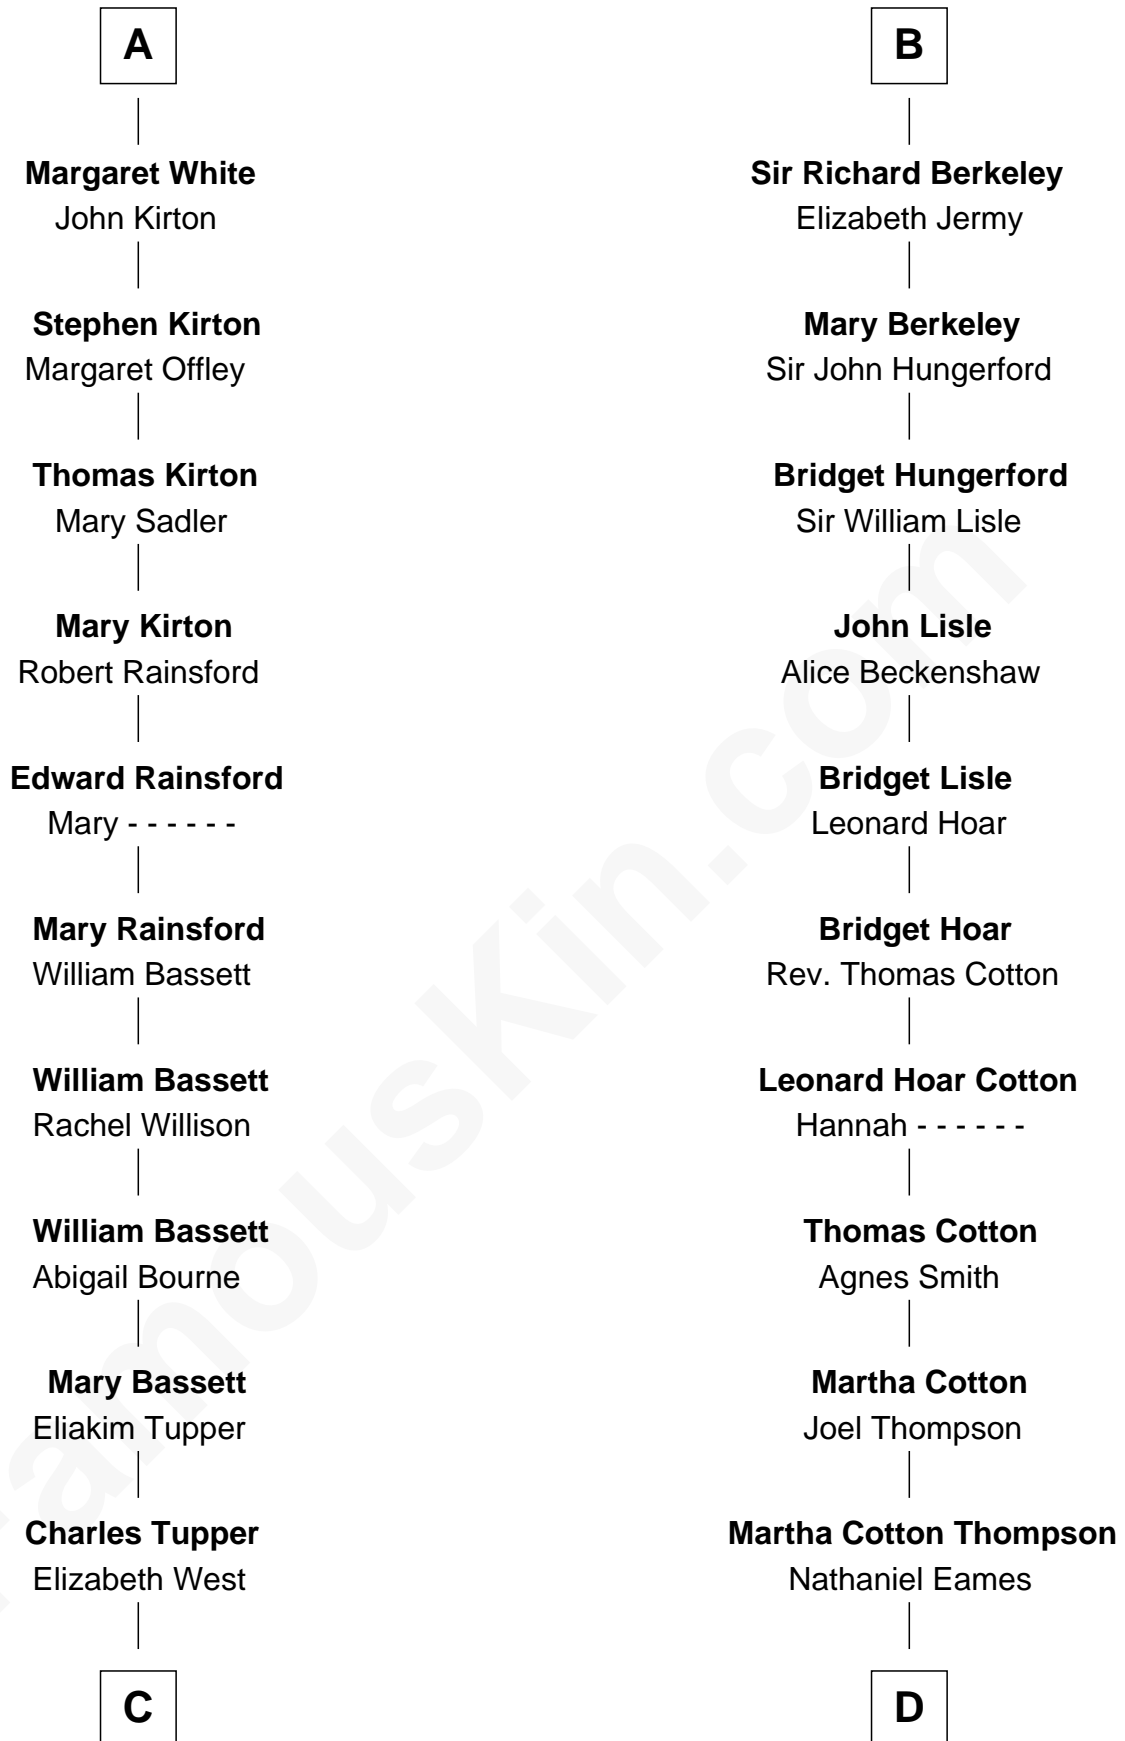 A
Margaret White
John Kirton
Stephen Kirton
Margaret Offley
Thomas Kirton
Mary Sadler
Mary Kirton
Robert Rainsford
Edward Rainsford
Mary - - - - - -
Mary Rainsford
William Bassett
William Bassett
Rachel Willison
William Bassett
Abigail Bourne
Mary Bassett
Eliakim Tupper
Charles Tupper
Elizabeth West
C
B
Sir Richard Berkeley
Elizabeth Jermy
Mary Berkeley
Sir John Hungerford
Bridget Hungerford
Sir William Lisle
John Lisle
Alice Beckenshaw
Bridget Lisle
Leonard Hoar
Bridget Hoar
Rev. Thomas Cotton
Leonard Hoar Cotton
Hannah - - - - - -
Thomas Cotton
Agnes Smith
Martha Cotton
Joel Thompson
Martha Cotton Thompson
Nathaniel Eames
D
FamousKin.com